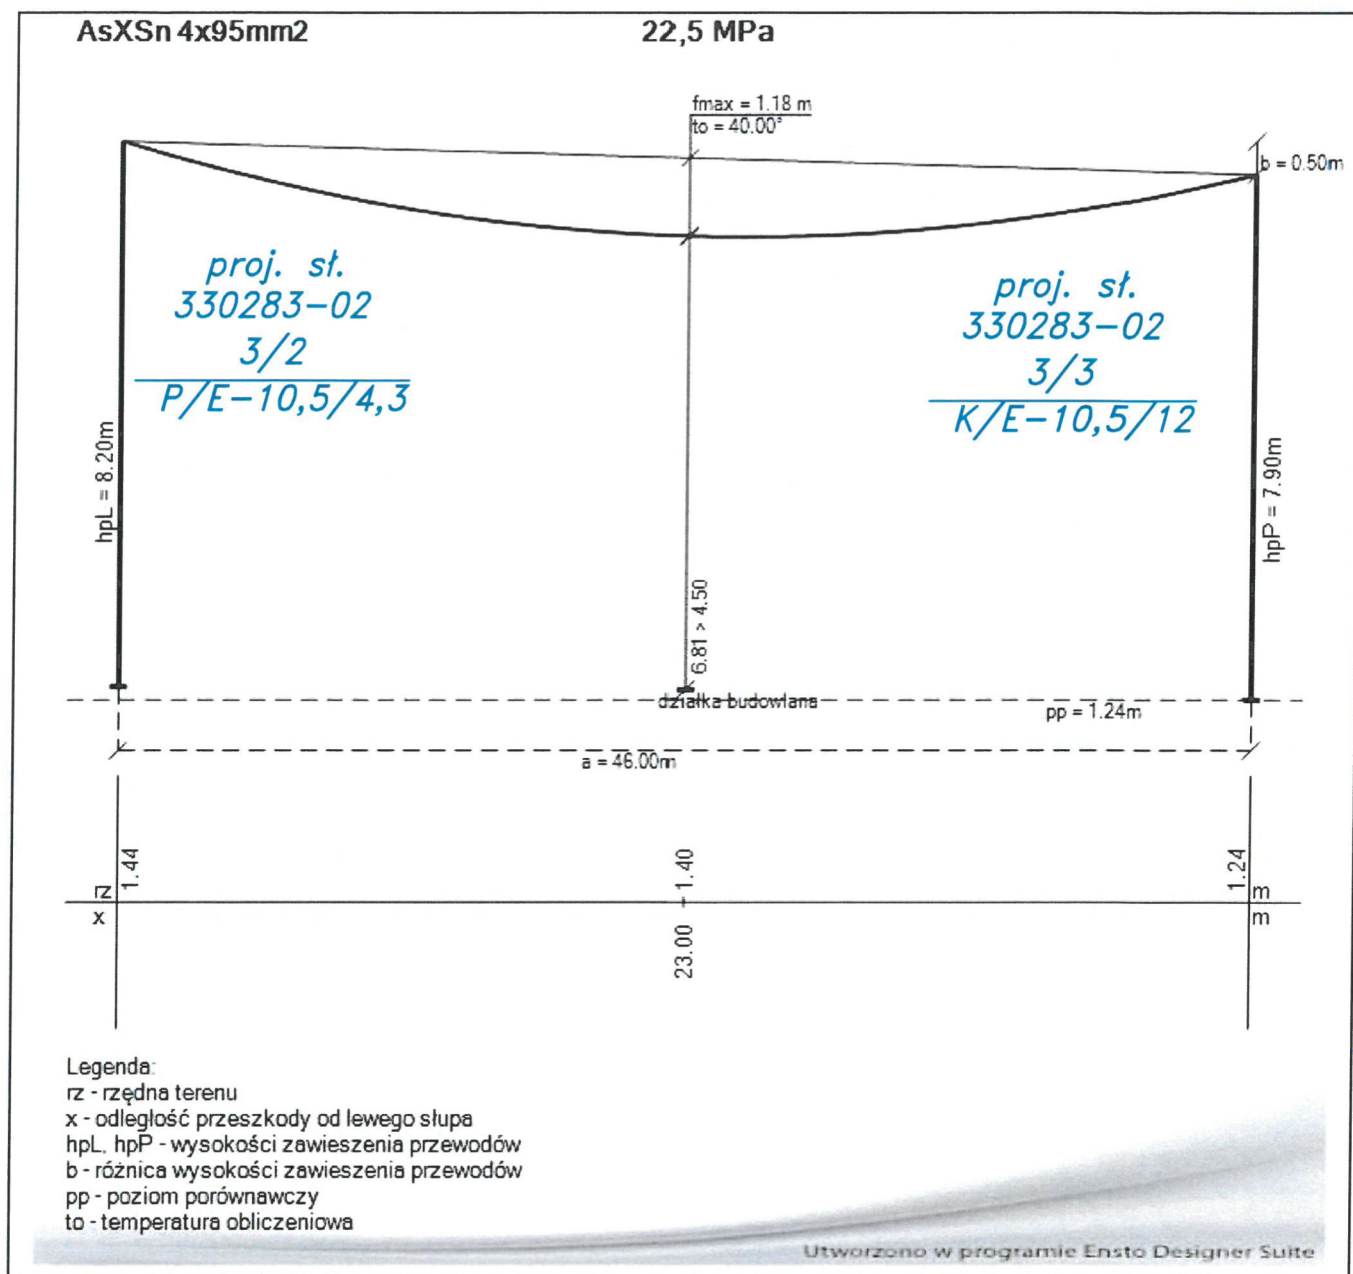 AsXSn 4x95mm2
22,5 MPa
fmax = 1.18 m
to = 40.00°
b = 0.50m
proj. sł.
330283-02
3/2
P/E-10,5/4,3
proj. sł.
330283-02
3/3
K/E-10,5/12
hpL = 8.20m
hpP = 7.90m
6.81 > 4.50
działka budowlana
pp = 1.24m
a = 46.00m
1.44
1.40
1.24
rz
m
x
m
23.00
Legenda:
rz - rzędna terenu
x - odległość przeszkody od lewego słupa
hpL, hpP - wysokości zawieszenia przewodów
b - różnica wysokości zawieszenia przewodów
pp - poziom porównawczy
to - temperatura obliczeniowa
Utworzono w programie Ensto Designer Suite